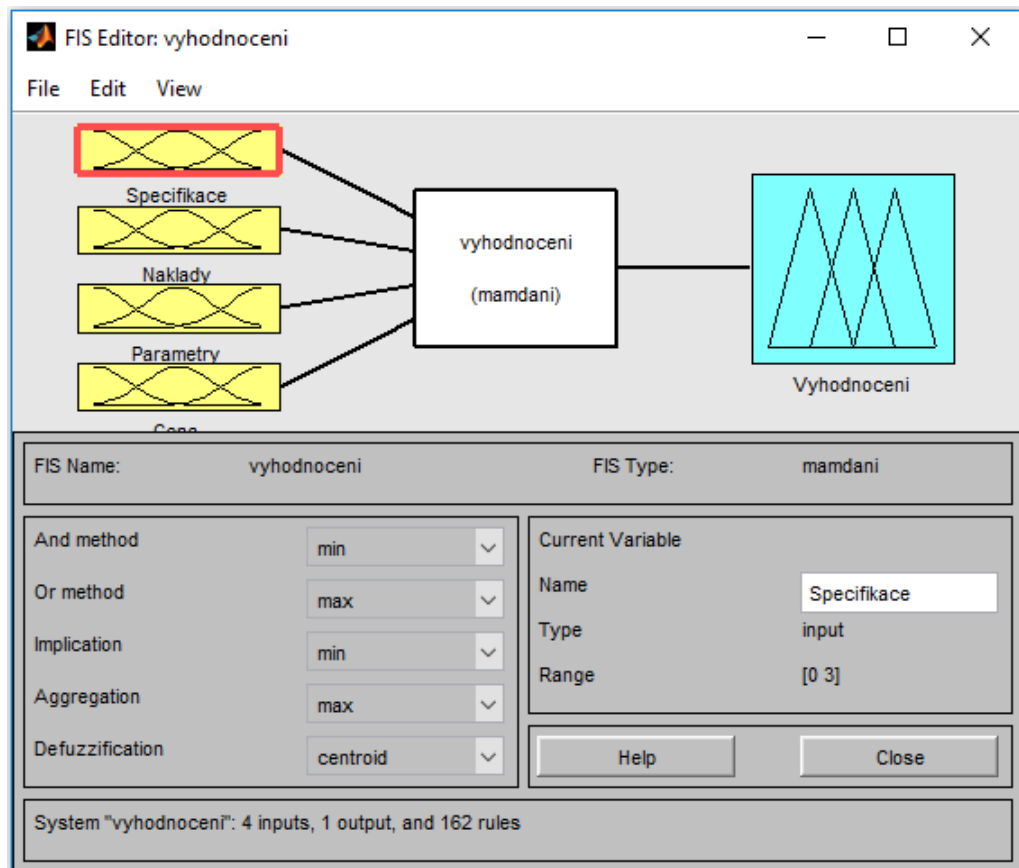 FIS Editor: vyhodnoceni
File Edit View
Specifikace
Naklady
Parametry
Cena
vyhodnoceni
(mamdani)
Vyhodnoceni
FIS Name: vyhodnoceni FIS Type: mamdani
And method min
Or method max
Implication min
Aggregation max
Defuzzification centroid
Current Variable
Name Specifikace
Type input
Range [0 3]
Help Close
System "vyhodnoceni": 4 inputs, 1 output, and 162 rules